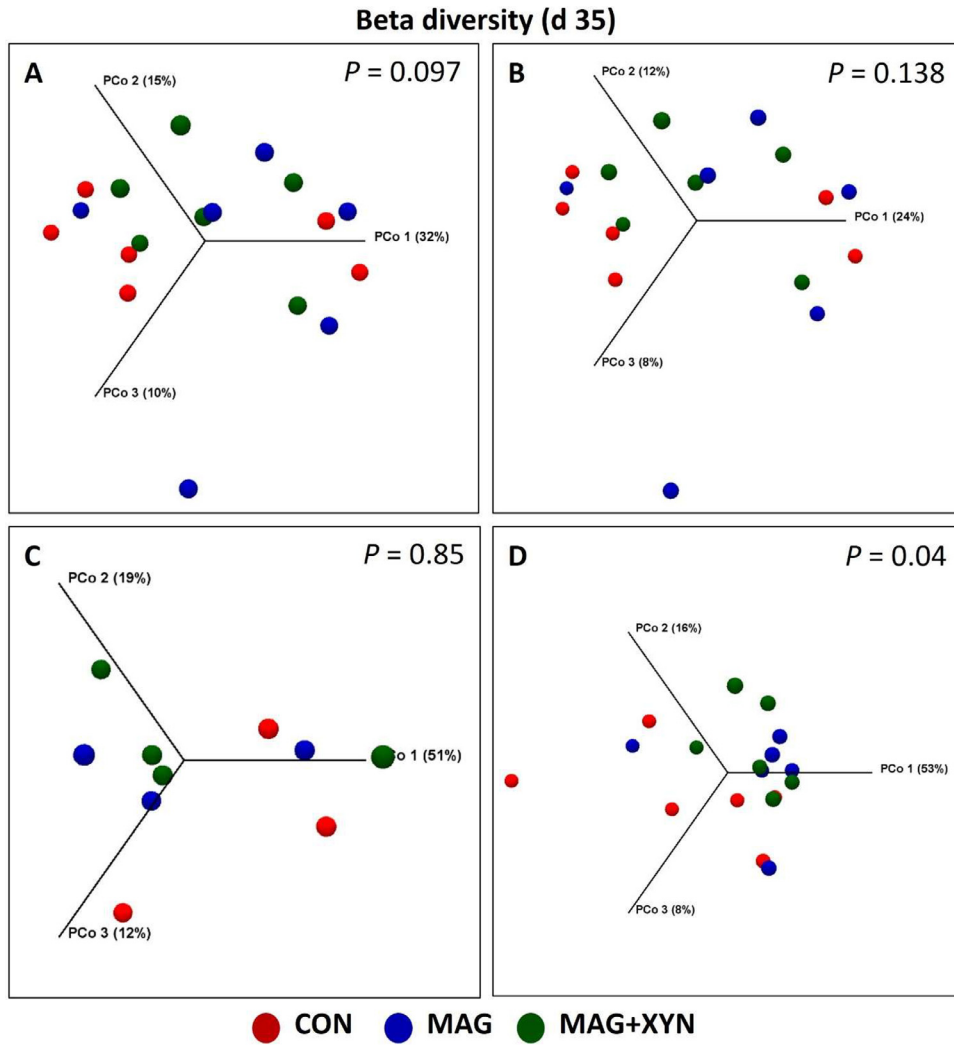 Beta diversity (d 35)
A
P = 0.097
PCo 2 (15%)
PCo 1 (32%)
PCo 3 (10%)
B
P = 0.138
PCo 2 (12%)
PCo 1 (24%)
PCo 3 (8%)
C
P = 0.85
PCo 2 (19%)
Co 1 (51%)
PCo 3 (12%)
D
P = 0.04
PCo 2 (16%)
PCo 1 (53%)
PCo 3 (8%)
CON MAG MAG+XYN